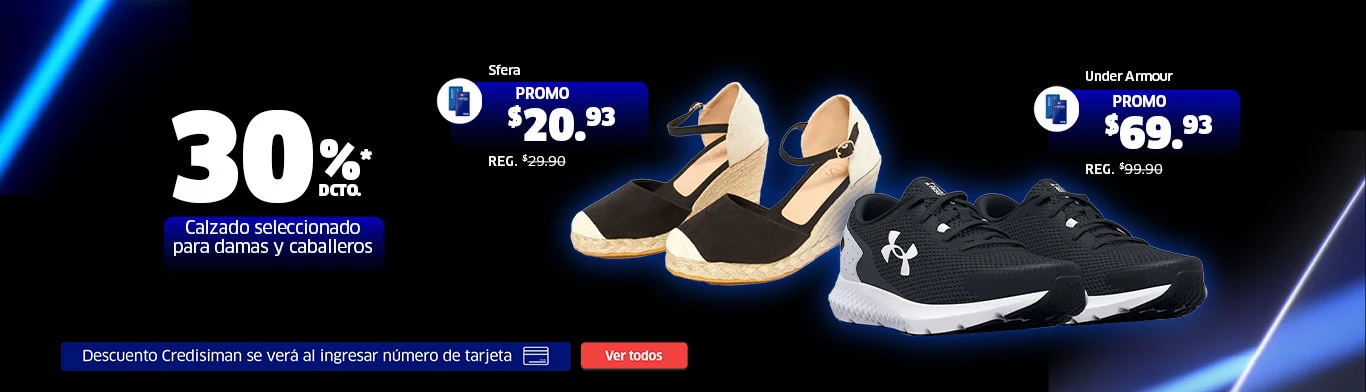 30%*
DCTO.
Calzado seleccionado
para damas y caballeros
Sfera
PROMO
$20.93
REG. $29.90
Under Armour
PROMO
$69.93
REG. $99.90
Descuento Credisiman se verá al ingresar número de tarjeta
Ver todos